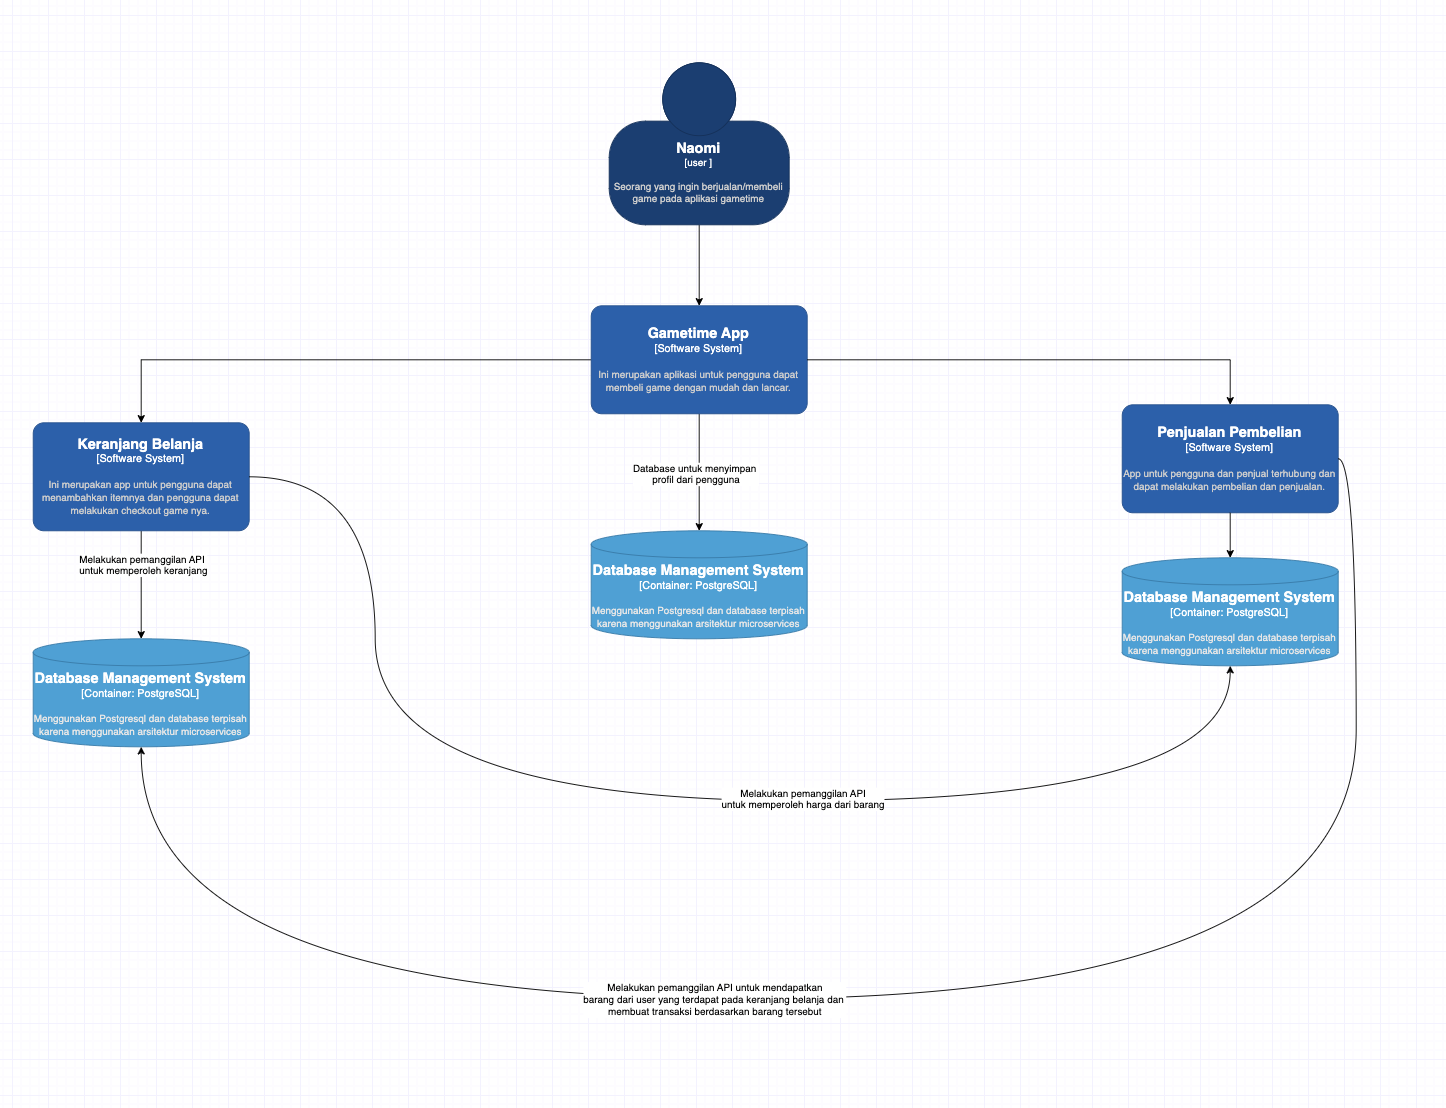 Naomi
[user ]
Seorang yang ingin berjualan/membeli
game pada aplikasi gametime
Gametime App
[Software System]
Ini merupakan aplikasi untuk pengguna dapat
membeli game dengan mudah dan lancar.
Keranjang Belanja
[Software System]
Ini merupakan app untuk pengguna dapat
menambahkan itemnya dan pengguna dapat
melakukan checkout game nya.
Penjualan Pembelian
[Software System]
App untuk pengguna dan penjual terhubung dan
dapat melakukan pembelian dan penjualan.
Database untuk menyimpan
profil dari pengguna
Melakukan pemanggilan API
untuk memperoleh keranjang
Database Management System
[Container: PostgreSQL]
Menggunakan Postgresql dan database terpisah
karena menggunakan arsitektur microservices
Database Management System
[Container: PostgreSQL]
Menggunakan Postgresql dan database terpisah
karena menggunakan arsitektur microservices
Database Management System
[Container: PostgreSQL]
Menggunakan Postgresql dan database terpisah
karena menggunakan arsitektur microservices
Melakukan pemanggilan API
untuk memperoleh harga dari barang
Melakukan pemanggilan API untuk mendapatkan
barang dari user yang terdapat pada keranjang belanja dan
membuat transaksi berdasarkan barang tersebut